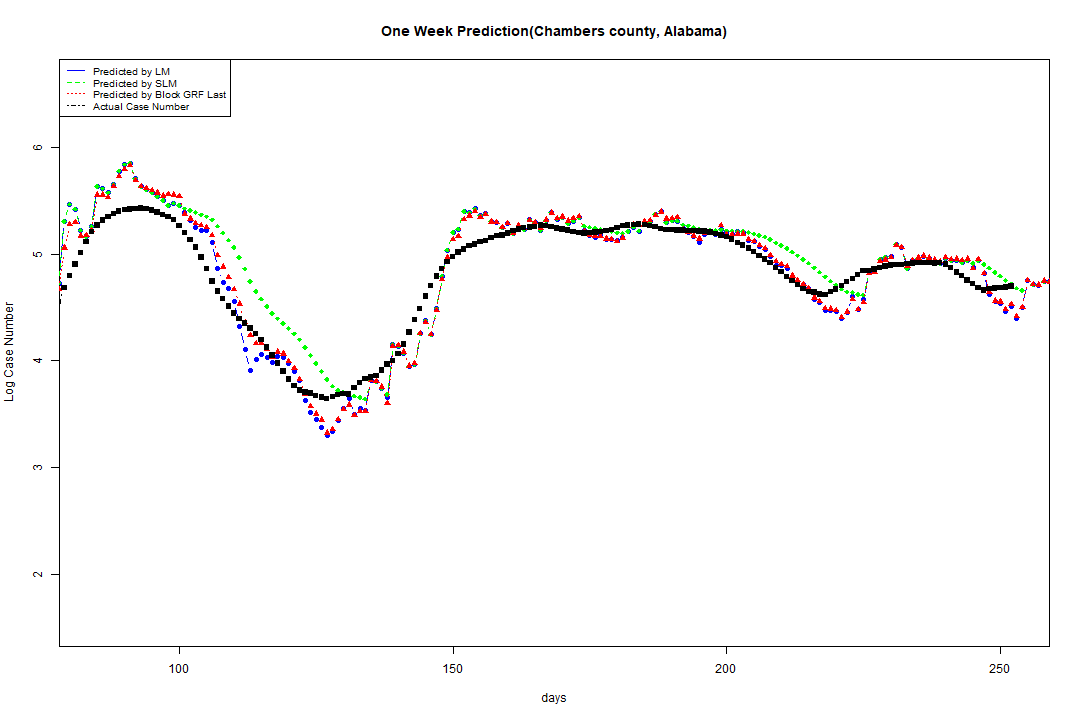 One Week Prediction(Chambers county, Alabama)
Predicted by LM
Predicted by SLM
Predicted by Block GRF Last
Actual Case Number
6
5
4
3
2
Log Case Number
100 150 200 250
days